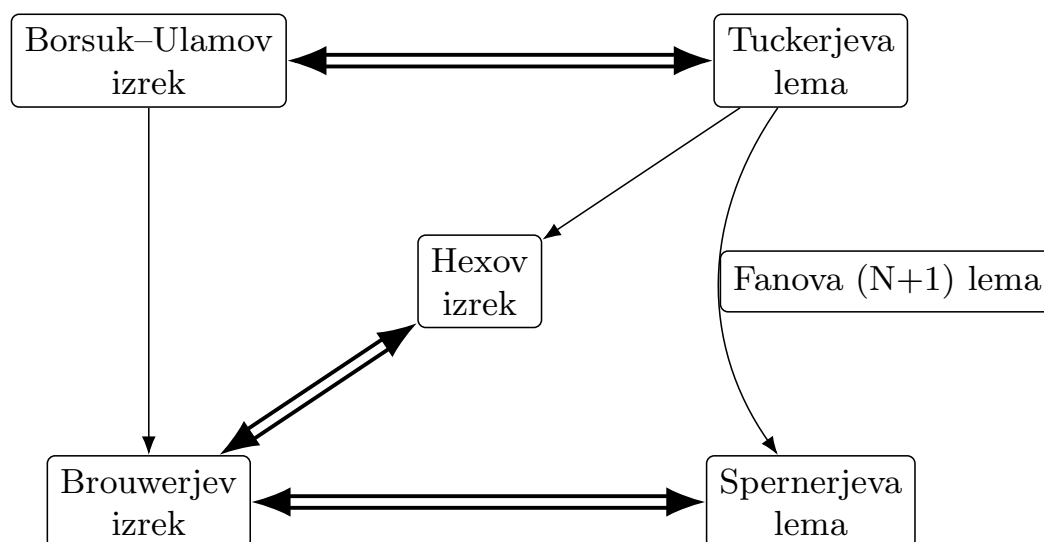 Borsuk–Ulamov
izrek
Tuckerjeva
lema
Hexov
izrek
Fanova (N+1) lema
Brouwerjev
izrek
Spernerjeva
lema